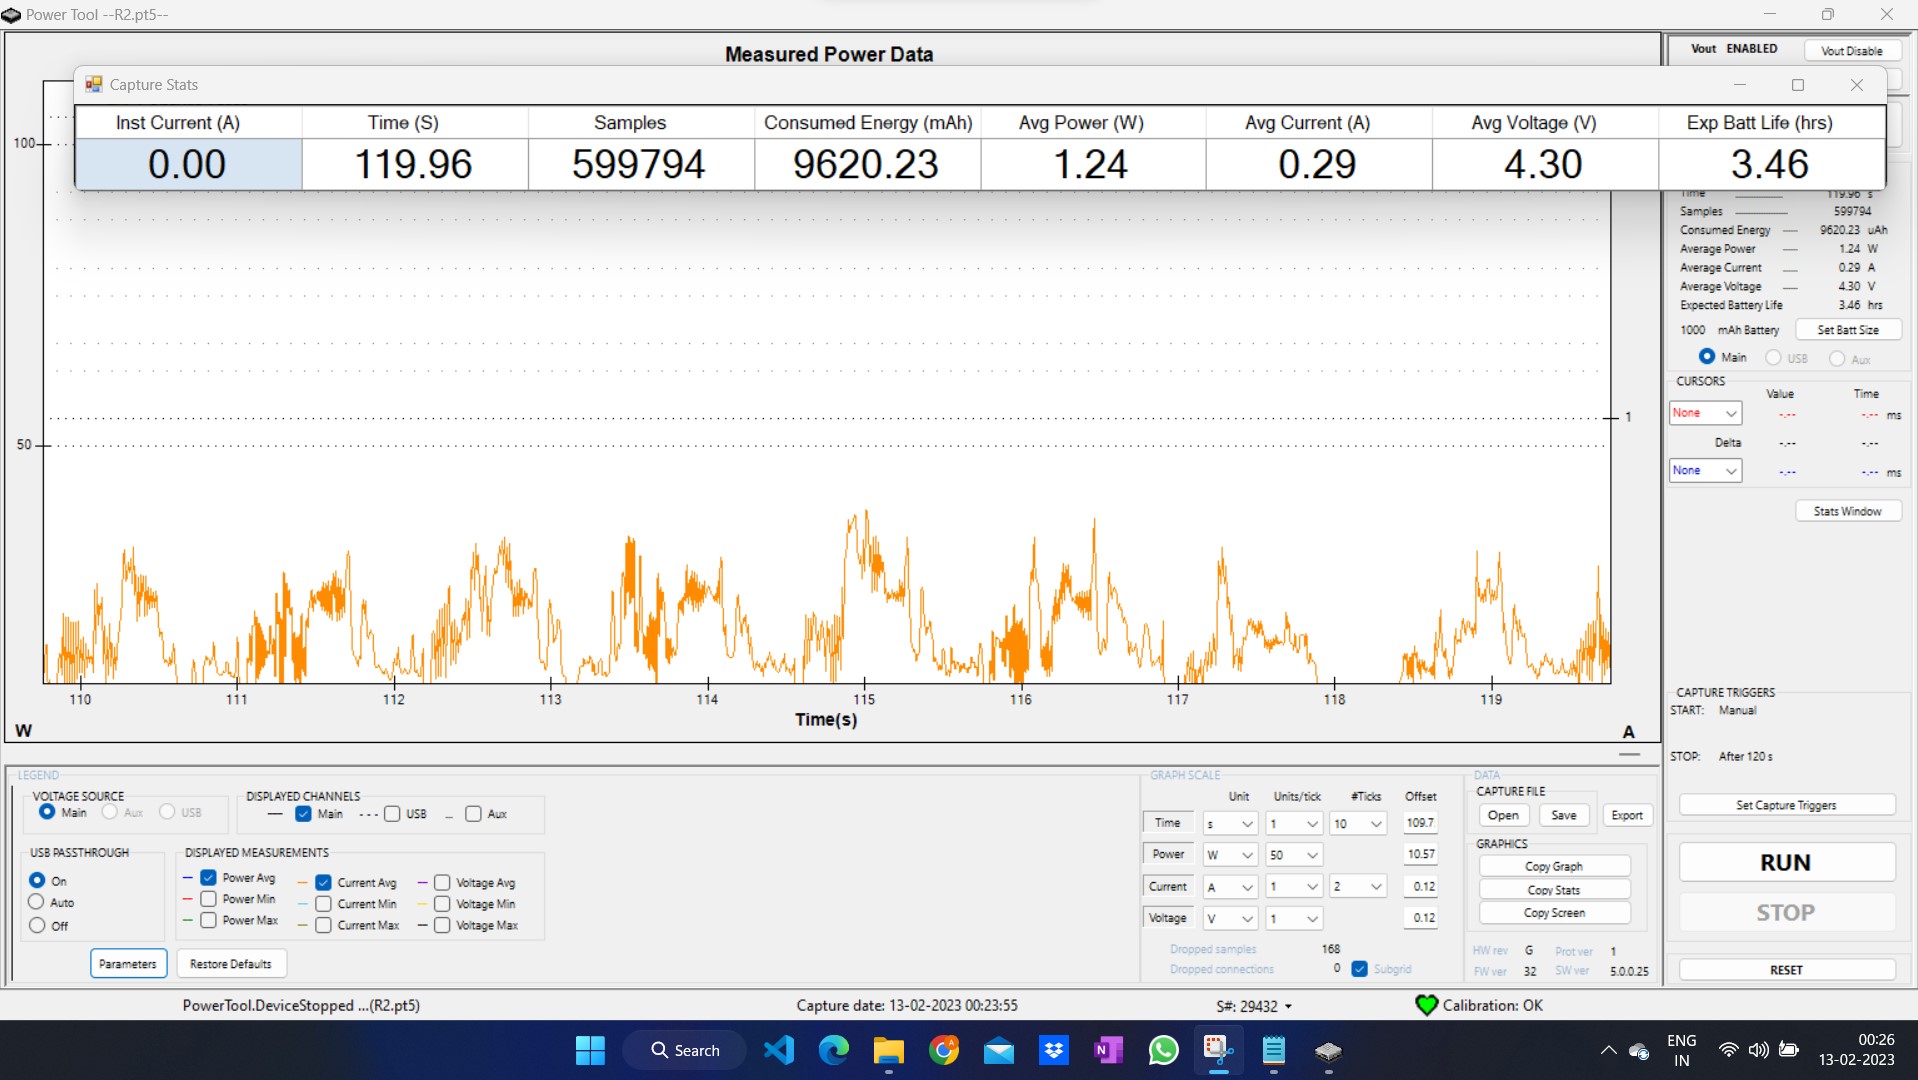 Power Tool --R2.pt5--
Measured Power Data
Vout ENABLED
Vout Disable
Capture Stats
Inst Current (A) Time (S) Samples Consumed Energy (mAh) Avg Power (W) Avg Current (A) Avg Voltage (V) Exp Batt Life (hrs)
0.00 119.96 599794 9620.23 1.24 0.29 4.30 3.46
100
50
1
110 111 112 113 114 115 116 117 118 119
Time(s)
W
A
Time 119.96 s
Samples 599794
Consumed Energy 9620.23 uAh
Average Power 1.24 W
Average Current 0.29 A
Average Voltage 4.30 V
Expected Battery Life 3.46 hrs
1000 mAh Battery Set Batt Size
Main USB Aux
CURSORS
Value Time
None -.-- -.-- ms
Delta -.-- -.--
None -.-- -.-- ms
Stats Window
CAPTURE TRIGGERS
START: Manual
STOP: After 120 s
Set Capture Triggers
RUN
STOP
RESET
LEGEND
VOLTAGE SOURCE
Main Aux USB
DISPLAYED CHANNELS
Main USB Aux
USB PASSTHROUGH
On
Auto
Off
DISPLAYED MEASUREMENTS
Power Avg Current Avg Voltage Avg
Power Min Current Min Voltage Min
Power Max Current Max Voltage Max
Parameters Restore Defaults
GRAPH SCALE
Unit Units/tick #Ticks Offset
Time s 1 10 109.7
Power W 50 10.57
Current A 1 2 0.12
Voltage V 1 0.12
Dropped samples 168
Dropped connections 0 Subgrid
DATA
CAPTURE FILE
Open Save Export
GRAPHICS
Copy Graph
Copy Stats
Copy Screen
HW rev G Prot ver 1
FW ver 32 SW ver 5.0.0.25
PowerTool.DeviceStopped ...(R2.pt5) Capture date: 13-02-2023 00:23:55 S#: 29432 Calibration: OK
Search
ENG
IN
00:26
13-02-2023